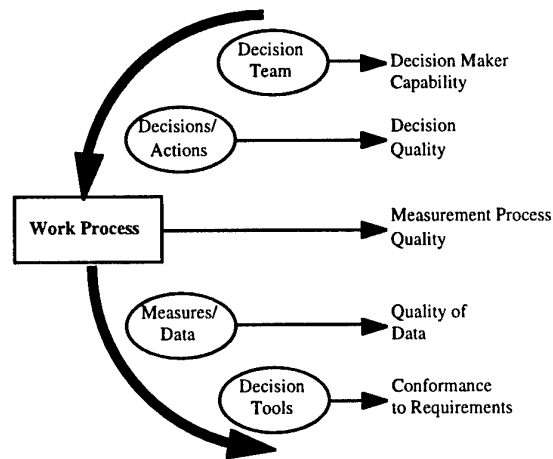 Decision
Team
Decision Maker
Capability
Decisions/
Actions
Decision
Quality
Work Process
Measurement Process
Quality
Measures/
Data
Quality of
Data
Decision
Tools
Conformance
to Requirements